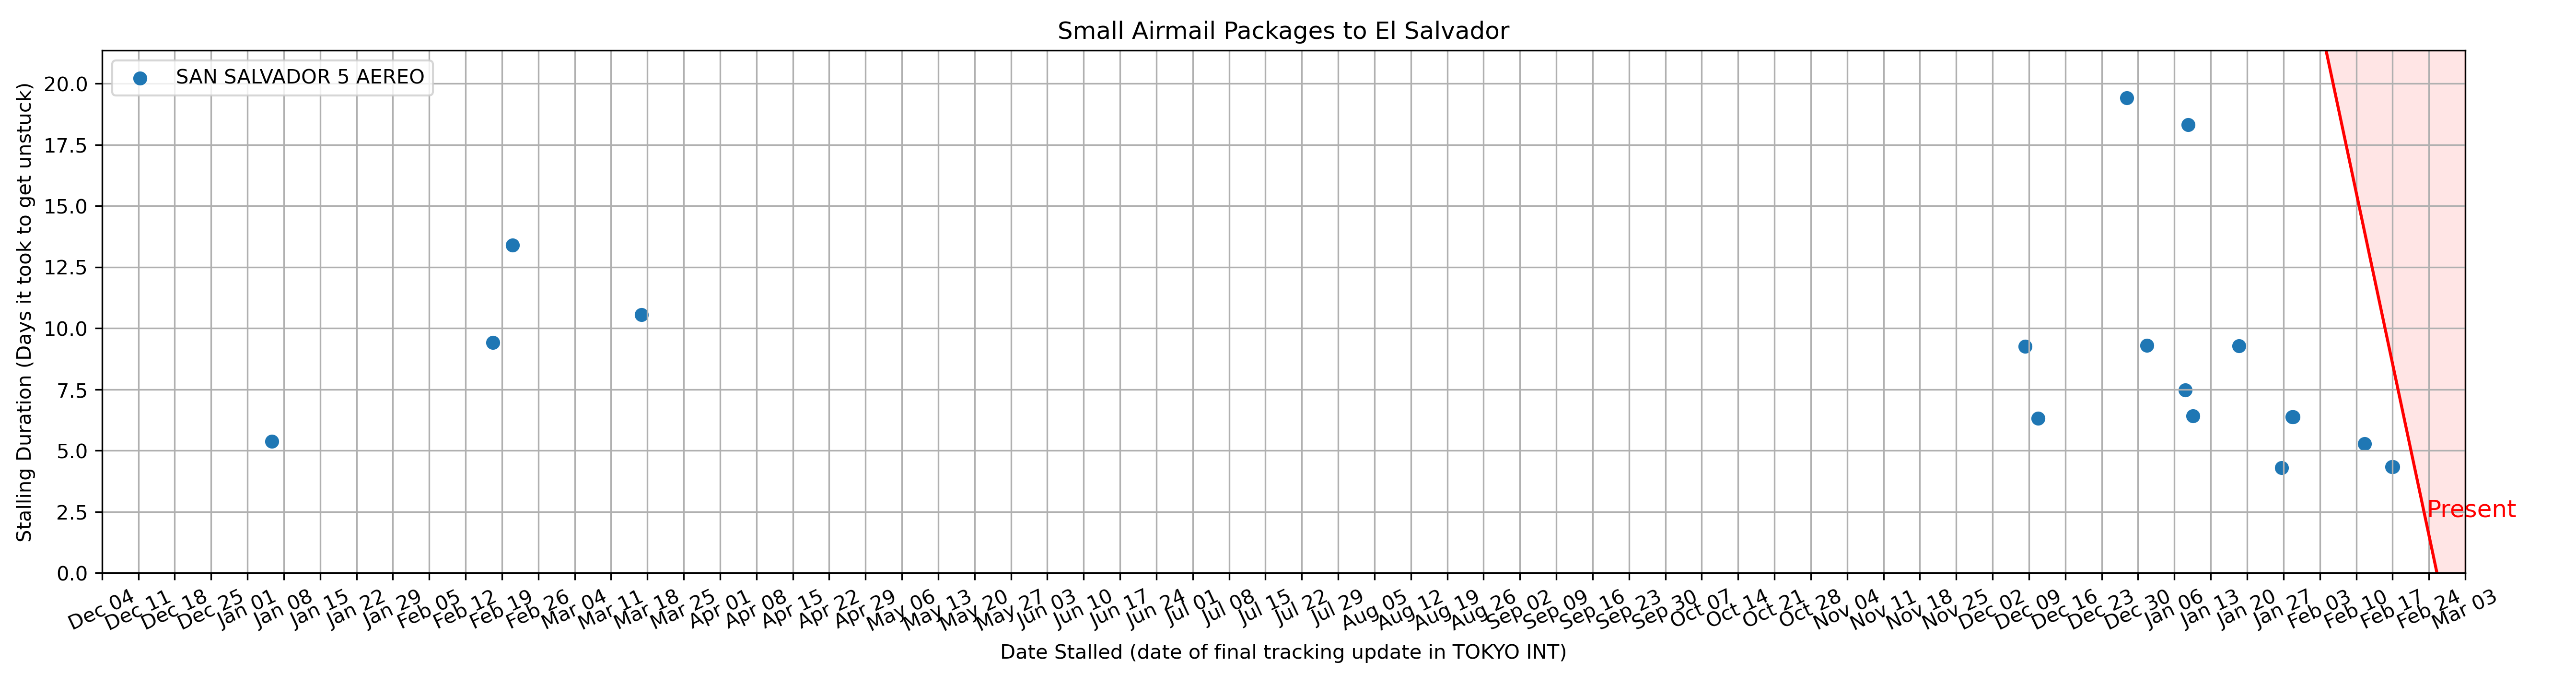 Small Airmail Packages to El Salvador
SAN SALVADOR 5 AEREO
Stalling Duration (Days it took to get unstuck)
20.0
17.5
15.0
12.5
10.0
7.5
5.0
2.5
0.0
Present
Dec 04
Dec 11
Dec 18
Dec 25
Jan 01
Jan 08
Jan 15
Jan 22
Jan 29
Feb 05
Feb 12
Feb 19
Feb 26
Mar 04
Mar 11
Mar 18
Mar 25
Apr 01
Apr 08
Apr 15
Apr 22
Apr 29
May 06
May 13
May 20
May 27
Jun 03
Jun 10
Jun 17
Jun 24
Jul 01
Jul 08
Jul 15
Jul 22
Jul 29
Aug 05
Aug 12
Aug 19
Aug 26
Sep 02
Sep 09
Sep 16
Sep 23
Sep 30
Oct 07
Oct 14
Oct 21
Oct 28
Nov 04
Nov 11
Nov 18
Nov 25
Dec 02
Dec 09
Dec 16
Dec 23
Dec 30
Jan 06
Jan 13
Jan 20
Jan 27
Feb 03
Feb 10
Feb 17
Feb 24
Mar 03
Date Stalled (date of final tracking update in TOKYO INT)